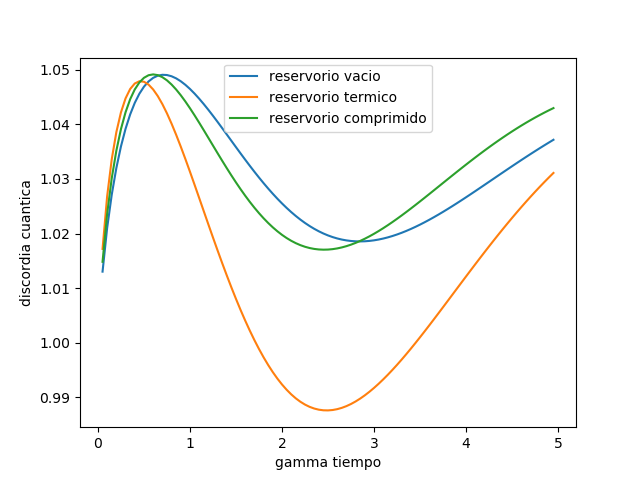 1.05
1.04
1.03
1.02
1.01
1.00
0.99
discordia cuantica
reservorio vacio
reservorio termico
reservorio comprimido
0 1 2 3 4 5
gamma tiempo